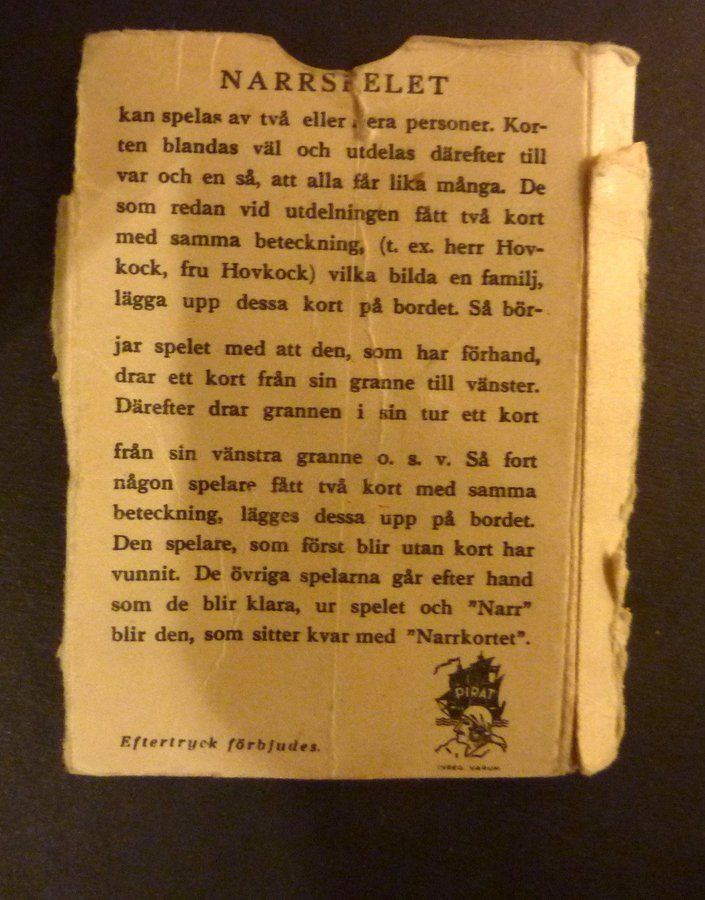 NARRSPELET
kan spelas av två eller era personer. Kor-
ten blandas väl och utdelas därefter till
var och en så, att alla får lika många. De
som redan vid utdelningen fått två kort
med samma beteckning, (t. ex. herr Hov-
kock, fru Hovkock) vilka bilda en familj,
lägga upp dessa kort på bordet. Så bör-
jar spelet med att den, som har förhand,
drar ett kort från sin granne till vänster.
Därefter drar grannen i sin tur ett kort
från sin vänstra granne o. s. v. Så fort
någon spelare fått två kort med samma
beteckning, lägges dessa upp på bordet.
Den spelare, som först blir utan kort har
vunnit. De övriga spelarna går efter hand
som de blir klara, ur spelet och ”Narr”
blir den, som sitter kvar med ”Narrkortet”.
PIRAT
Eftertryck förbjudes.
INREG. VARUM.